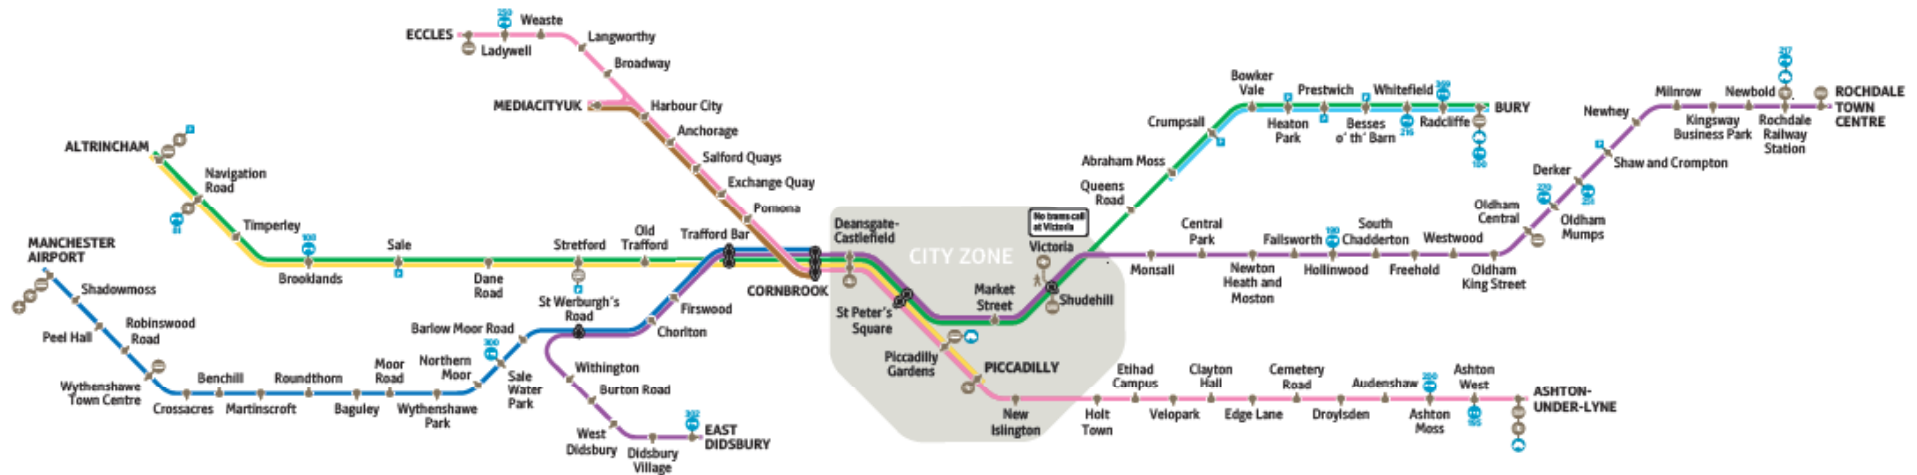 ECCLES
250
Ladywell
Weaste
Langworthy
Broadway
MEDIACITYUK
Harbour City
Anchorage
Salford Quays
Exchange Quay
Pomona
ALTRINCHAM
Navigation
Road
81
Timperley
Brooklands
Sale
Dane
Road
Stretford
Old
Trafford
Trafford Bar
CORNBROOK
MANCHESTER
AIRPORT
Shadowmoss
Peel Hall
Robinswood
Road
Wythenshawe
Town Centre
Crossacres
Benchill
Martinscroft
Roundthorn
Baguley
Moor
Road
Wythenshawe
Park
Northern
Moor
300
Sale
Water
Park
Barlow Moor Road
St Werburgh's
Road
Chorlton
Firswood
Withington
Burton Road
West
Didsbury
Didsbury
Village
302
EAST
DIDSBURY
CITY ZONE
Deansgate-
Castlefield
St Peter's
Square
Piccadilly
Gardens
PICCADILLY
Market
Street
Shudehill
Victoria
No trams call
at Victoria
New
Islington
Holt
Town
Etihad
Campus
Velopark
Clayton
Hall
Edge Lane
Cemetery
Road
Droylsden
Audenshaw
Ashton
Moss
Ashton
West
ASHTON-
UNDER-LYNE
Queens
Road
Abraham Moss
Crumpsall
Bowker
Vale
Heaton
Park
Prestwich
Besses
o' th' Barn
Whitefield
Radcliffe
BURY
100
Monsall
Central
Park
Newton
Heath and
Moston
Failsworth
Hollinwood
South
Chadderton
Freehold
Westwood
Oldham
King Street
Oldham
Central
Oldham
Mumps
Derker
Shaw and Crompton
Newhey
Milnrow
Kingsway
Business Park
Newbold
217
Rochdale
Railway
Station
ROCHDALE
TOWN
CENTRE